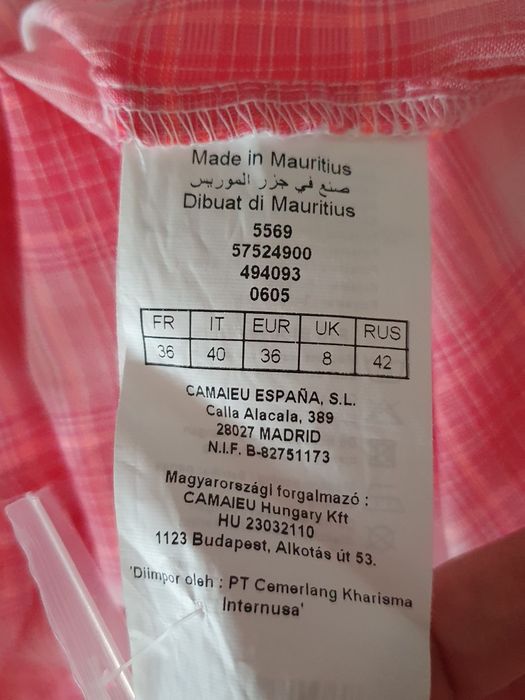 Made in Mauritius
صنع في جزر الموريس
Dibuat di Mauritius
5569
57524900
494093
0605
FR IT EUR UK RUS
36 40 36 8 42
CAMAIEU ESPAÑA, S.L.
Calla Alacala, 389
28027 MADRID
N.I.F. B-82751173
Magyarországi forgalmazó :
CAMAIEU Hungary Kft
HU 23032110
1123 Budapest, Alkotás út 53.
'Diimpor oleh : PT Cemerlang Kharisma
Internusa'